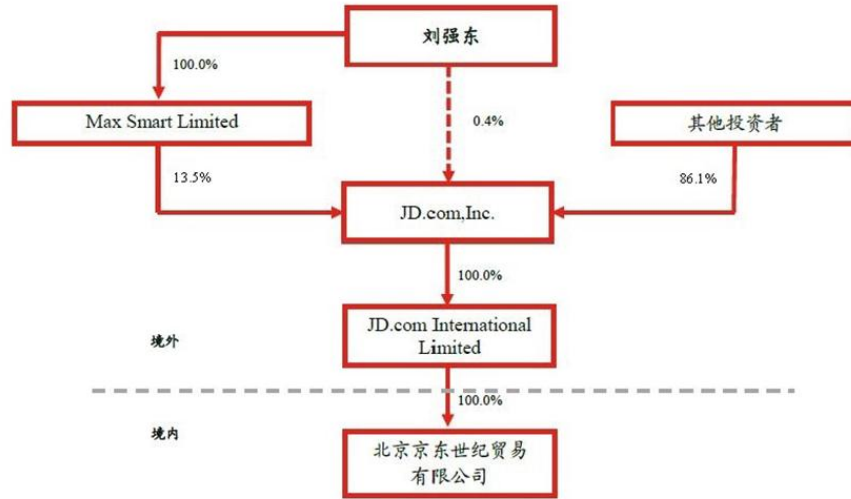 刘强东
100.0%
Max Smart Limited
0.4%
其他投资者
13.5%
86.1%
JD.com,Inc.
100.0%
JD.com International
Limited
境外
100.0%
境内
北京京东世纪贸易
有限公司